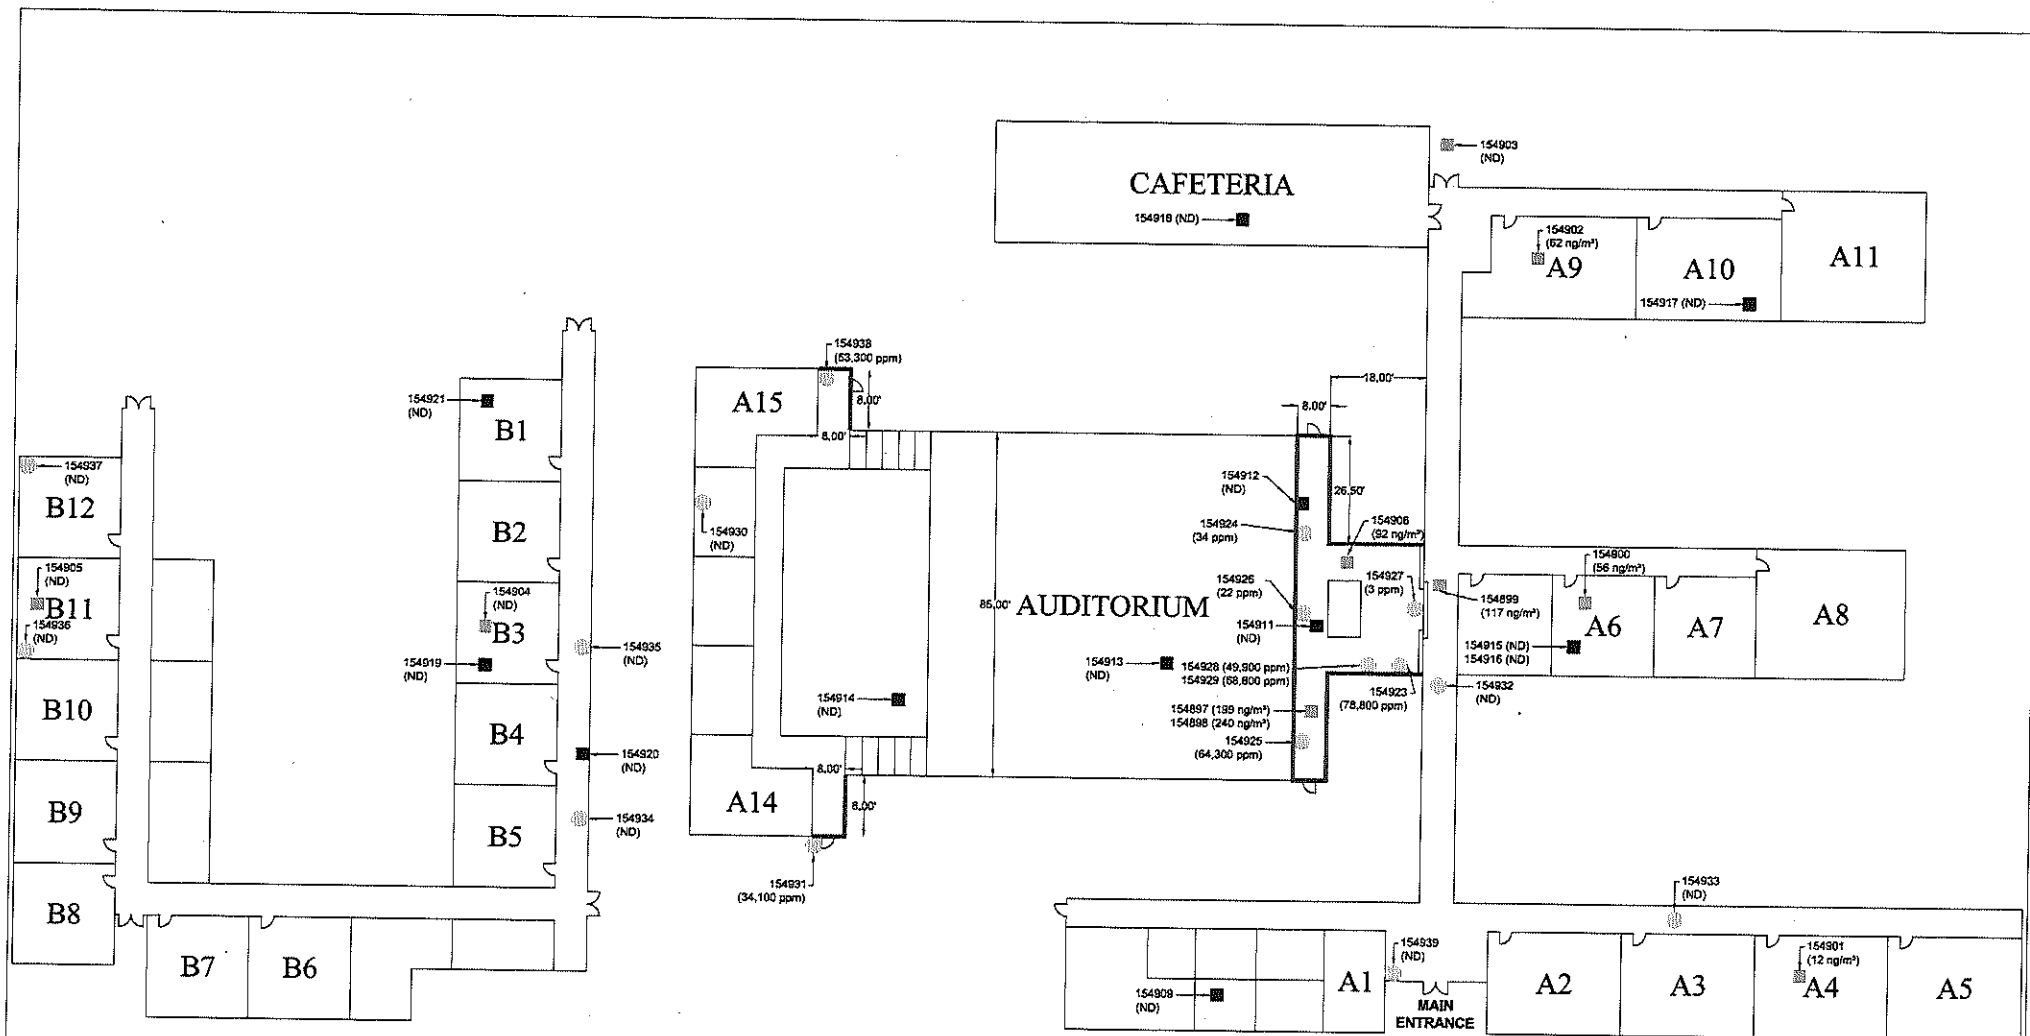 154903
(ND)
CAFETERIA
154918 (ND)
154902
(62 ng/m³)
A9
A10
A11
154917 (ND)
154938
(53,300 ppm)
A15
8.00'
8.00'
18.00'
8.00'
154921
(ND)
B1
154937
(ND)
B12
B2
154930
(ND)
154912
(ND)
26.50'
154924
(34 ppm)
154906
(92 ng/m³)
154905
(ND)
B11
154936
(ND)
154904
(ND)
B3
154919
(ND)
154935
(ND)
85.00'
AUDITORIUM
154926
(22 ppm)
154927
(3 ppm)
154911
(ND)
154913
(ND)
154928 (49,900 ppm)
154929 (68,800 ppm)
154923
(78,800 ppm)
154899
(117 ng/m³)
154800
(56 ng/m³)
A6
A7
A8
154915 (ND)
154916 (ND)
154932
(ND)
B10
B4
154914
(ND)
154897 (199 ng/m³)
154898 (240 ng/m³)
154925
(64,300 ppm)
154920
(ND)
B9
B5
154934
(ND)
A14
8.00'
8.00'
154931
(34,100 ppm)
B8
B7
B6
154933
(ND)
154939
(ND)
154909
(ND)
A1
MAIN
ENTRANCE
A2
A3
154901
(12 ng/m³)
A4
A5